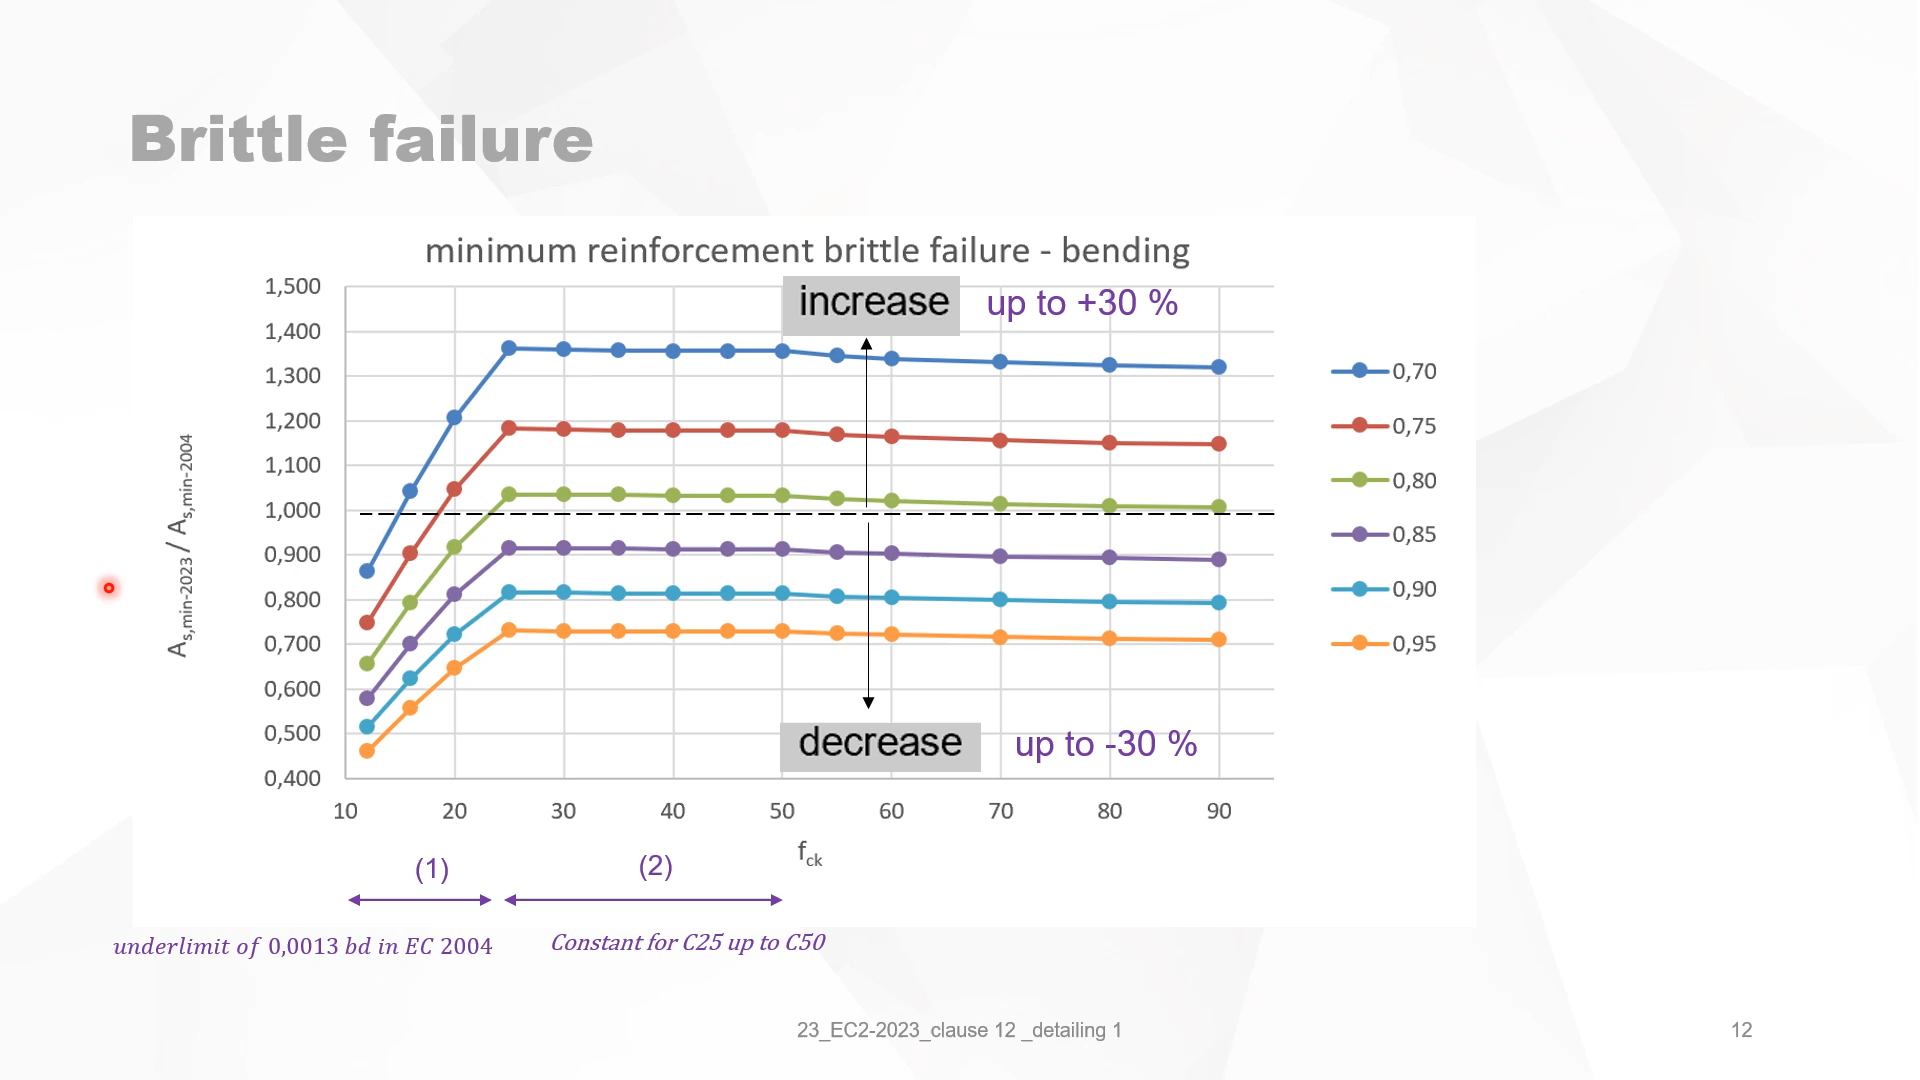 Brittle failure
minimum reinforcement brittle failure - bending
increase
up to +30 %
1,500
1,400
1,300
1,200
1,100
1,000
0,900
0,800
0,700
0,600
0,500
0,400
As,min-2023 / As,min-2004
0,70
0,75
0,80
0,85
0,90
0,95
decrease
up to -30 %
10 20 30 40 50 60 70 80 90
fck
(1)
(2)
underlimit of 0,0013 bd in EC 2004
Constant for C25 up to C50
23_EC2-2023_clause 12 _detailing 1
12